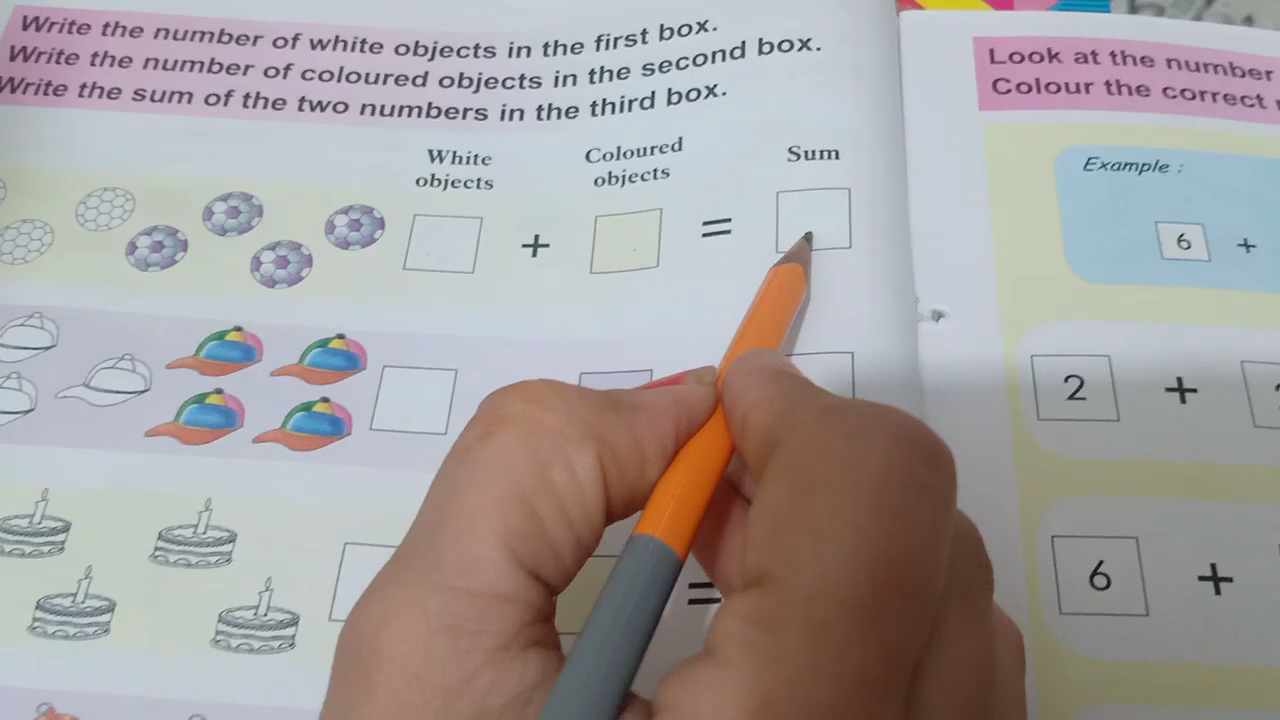 Write the number of white objects in the first box.
Write the number of coloured objects in the second box.
Write the sum of the two numbers in the third box.
White objects
Coloured objects
Sum
+
=
=
Look at the number
Colour the correct
Example :
6 +
2 +
6 +